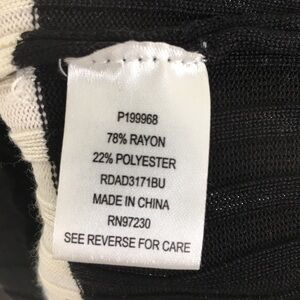 P199968
78% RAYON
22% POLYESTER
RDAD3171BU
MADE IN CHINA
RN97230
SEE REVERSE FOR CARE